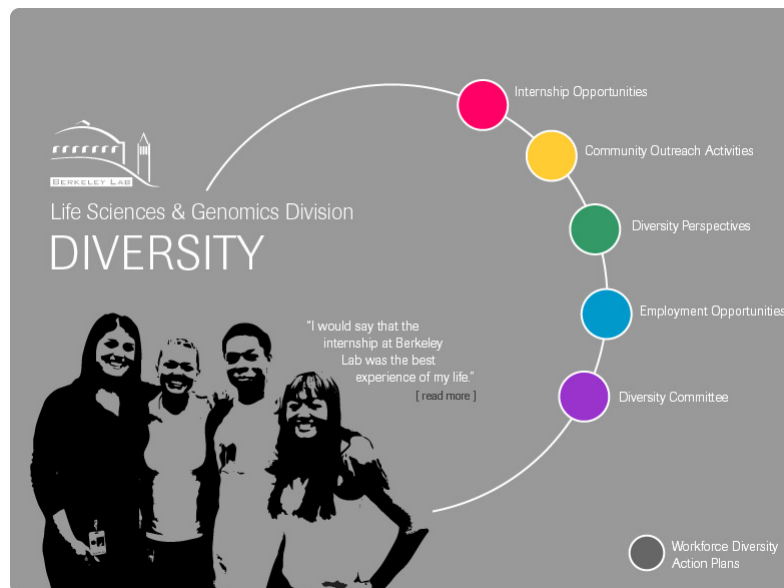 BERKELEY LAB
Life Sciences & Genomics Division
DIVERSITY
Internship Opportunities
Community Outreach Activities
Diversity Perspectives
Employment Opportunities
Diversity Committee
"I would say that the
internship at Berkeley
Lab was the best
experience of my life."
[ read more ]
Workforce Diversity
Action Plans